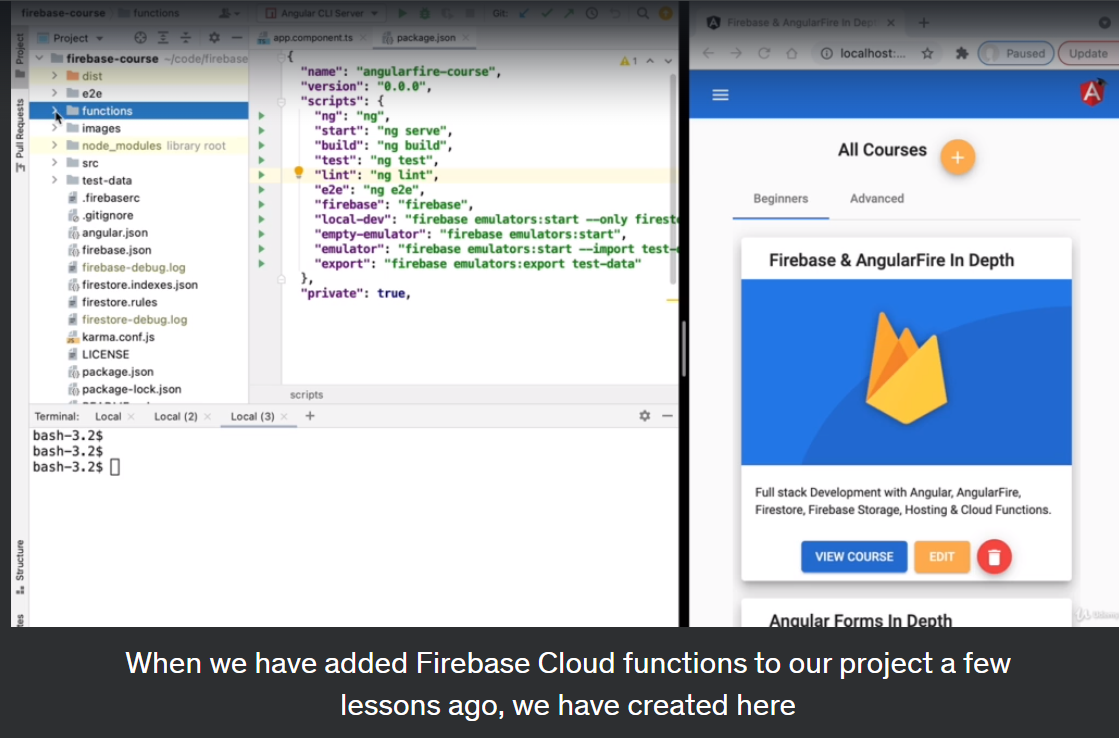 firebase-course
functions
Angular CLI Server
Git:
Project
app.component.ts
package.json
Project
Pull Requests
Structure
firebase-course ~/code/firebase
dist
e2e
functions
images
node_modules library root
src
test-data
.firebaserc
.gitignore
angular.json
firebase.json
firebase-debug.log
firestore.indexes.json
firestore.rules
firestore-debug.log
karma.conf.js
LICENSE
package.json
package-lock.json
{
"name": "angularfire-course",
"version": "0.0.0",
"scripts": {
"ng": "ng",
"start": "ng serve",
"build": "ng build",
"test": "ng test",
"lint": "ng lint",
"e2e": "ng e2e",
"firebase": "firebase",
"local-dev": "firebase emulators:start --only firest
"empty-emulator": "firebase emulators:start",
"emulator": "firebase emulators:start --import test-
"export": "firebase emulators:export test-data"
},
"private": true,
1
scripts
Terminal: Local Local (2) Local (3)
bash-3.2$
bash-3.2$
bash-3.2$
Firebase & AngularFire In Dep
localhost:...
Paused
Update
A
All Courses
+
Beginners
Advanced
Firebase & AngularFire In Depth
Full stack Development with Angular, AngularFire,
Firestore, Firebase Storage, Hosting & Cloud Functions.
VIEW COURSE
EDIT
Angular Forms In Depth
Udemy
When we have added Firebase Cloud functions to our project a few
lessons ago, we have created here